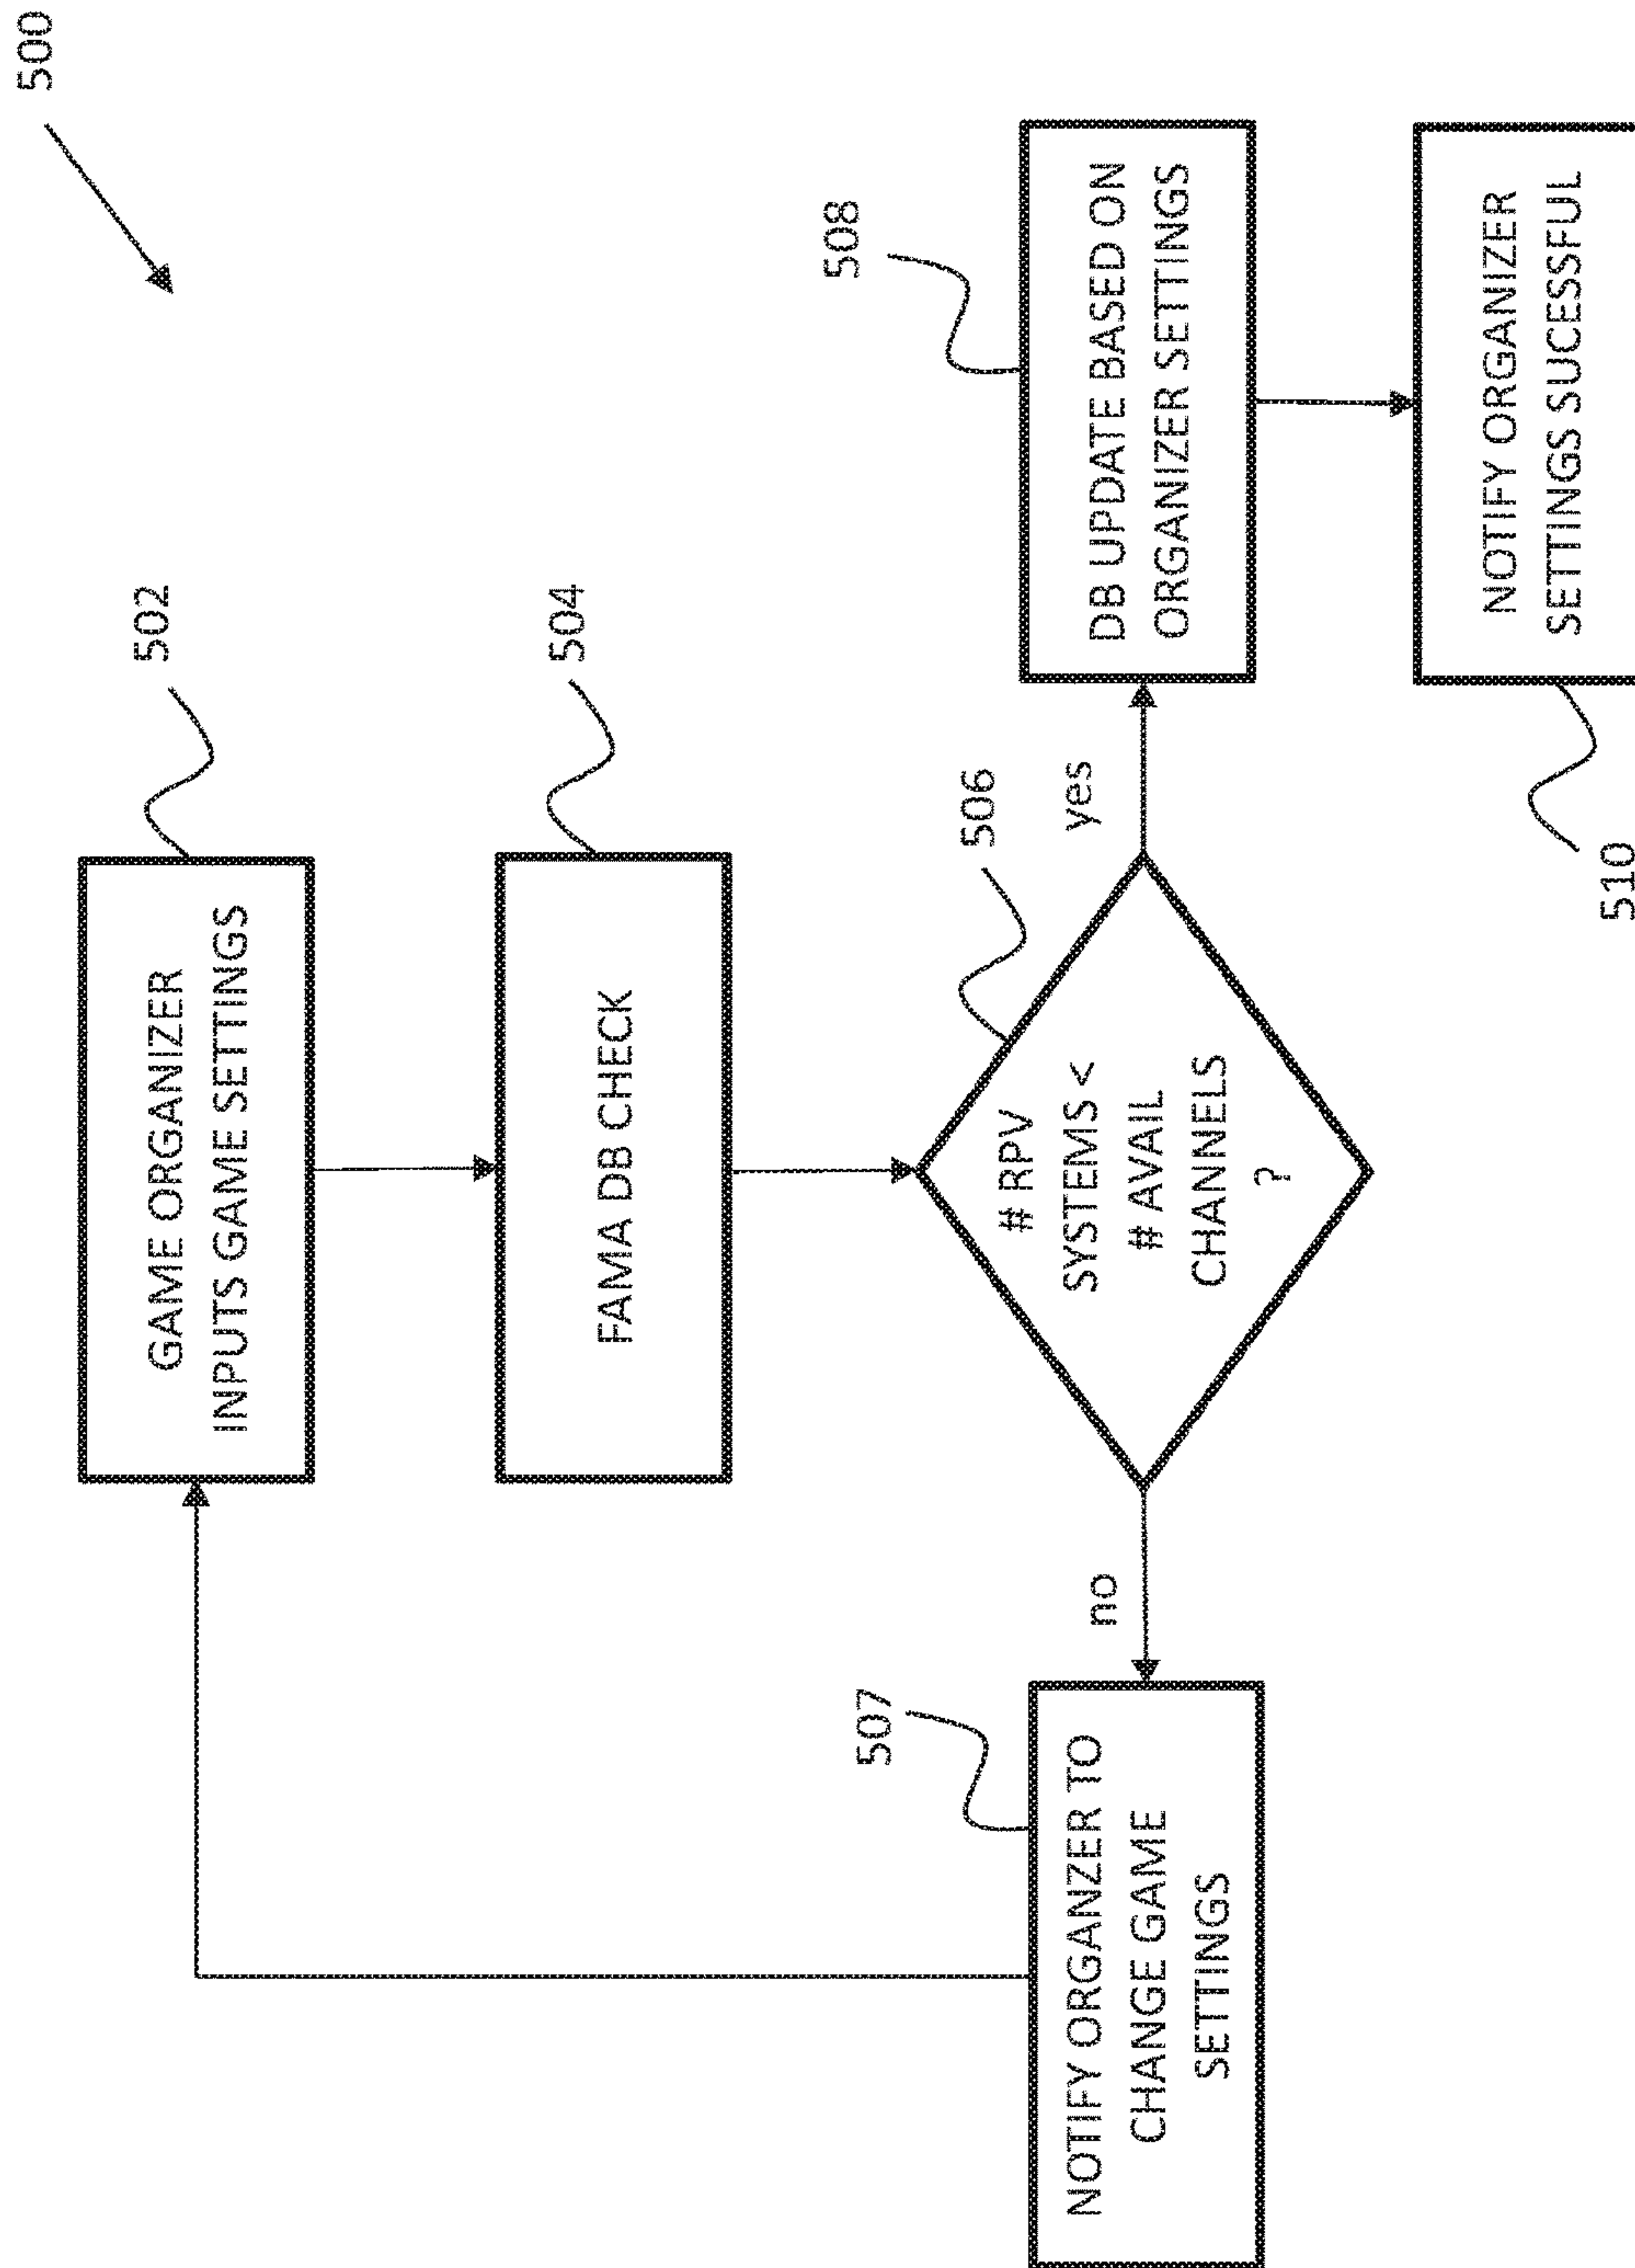 500
502
GAME ORGANIZER
INPUTS GAME SETTINGS
504
FAMA DB CHECK
506
# RPV
SYSTEMS <
# AVAIL
CHANNELS
?
no
yes
507
NOTIFY ORGANZER TO
CHANGE GAME
SETTINGS
508
DB UPDATE BASED ON
ORGANIZER SETTINGS
NOTIFY ORGANIZER
SETTINGS SUCESSFUL
510